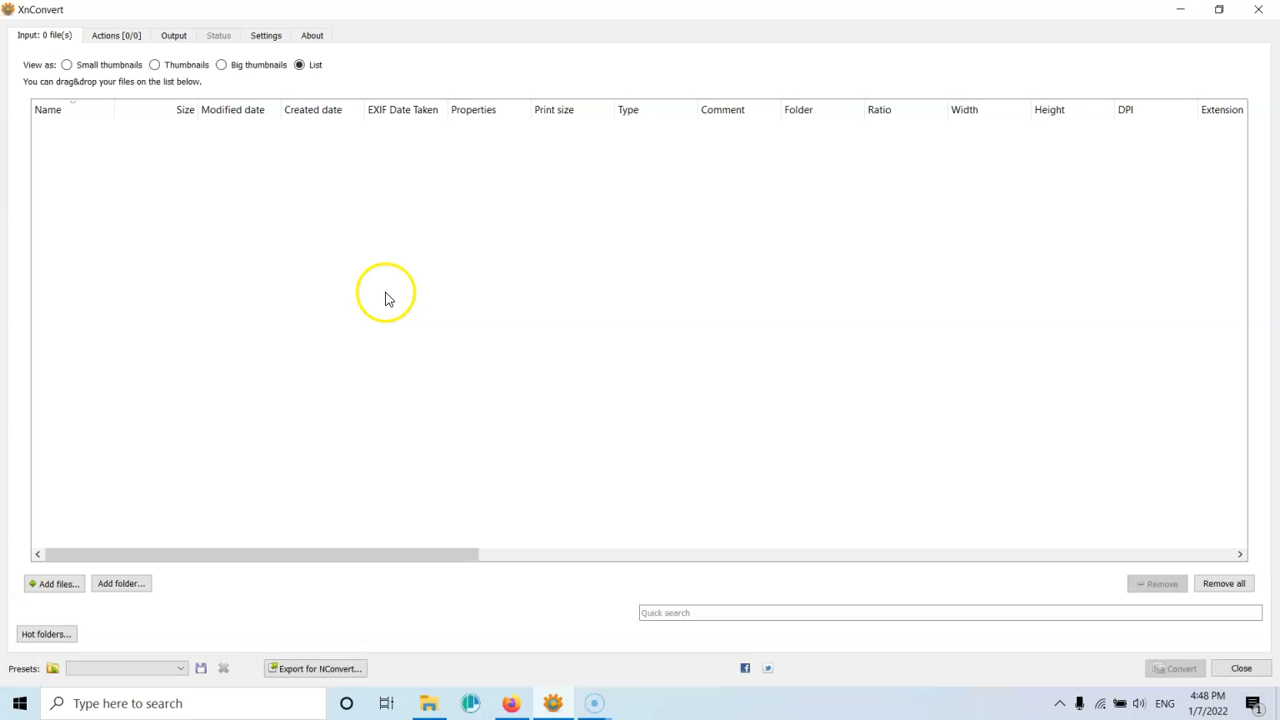 XnConvert
Input: 0 file(s) Actions [0/0] Output Status Settings About
View as: Small thumbnails Thumbnails Big thumbnails List
You can drag&drop your files on the list below.
Name Size Modified date Created date EXIF Date Taken Properties Print size Type Comment Folder Ratio Width Height DPI Extension
Add files... Add folder... Remove Remove all
Quick search
Hot folders...
Presets: Export for NConvert... Convert Close
Type here to search ENG 4:48 PM
1/7/2022 1